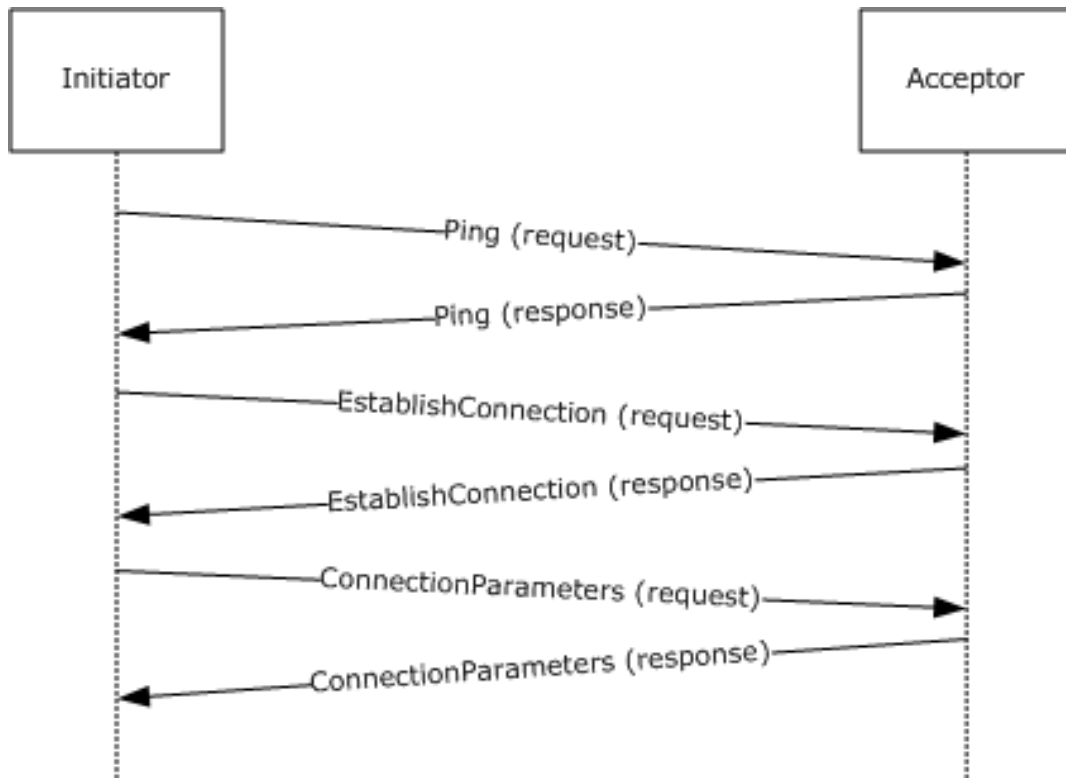 Initiator
Acceptor
Ping (request)
Ping (response)
EstablishConnection (request)
EstablishConnection (response)
ConnectionParameters (request)
ConnectionParameters (response)